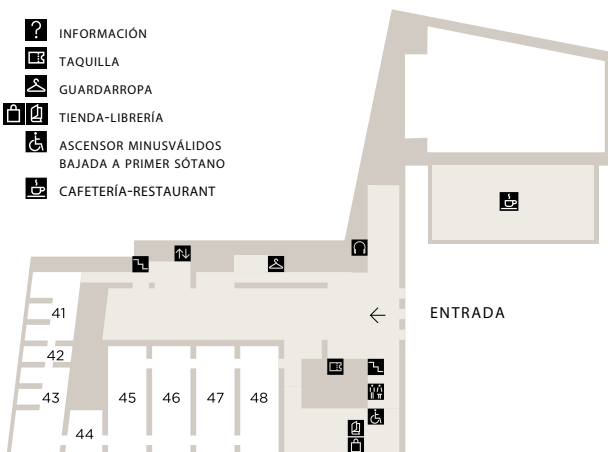 ?
INFORMACIÓN
TAQUILLA
GUARDARROPA
TIENDA-LIBRERÍA
ASCENSOR MINUSVÁLIDOS
BAJADA A PRIMER SÓTANO
CAFETERÍA-RESTAURANT
ENTRADA
41
42
43
44
45
46
47
48